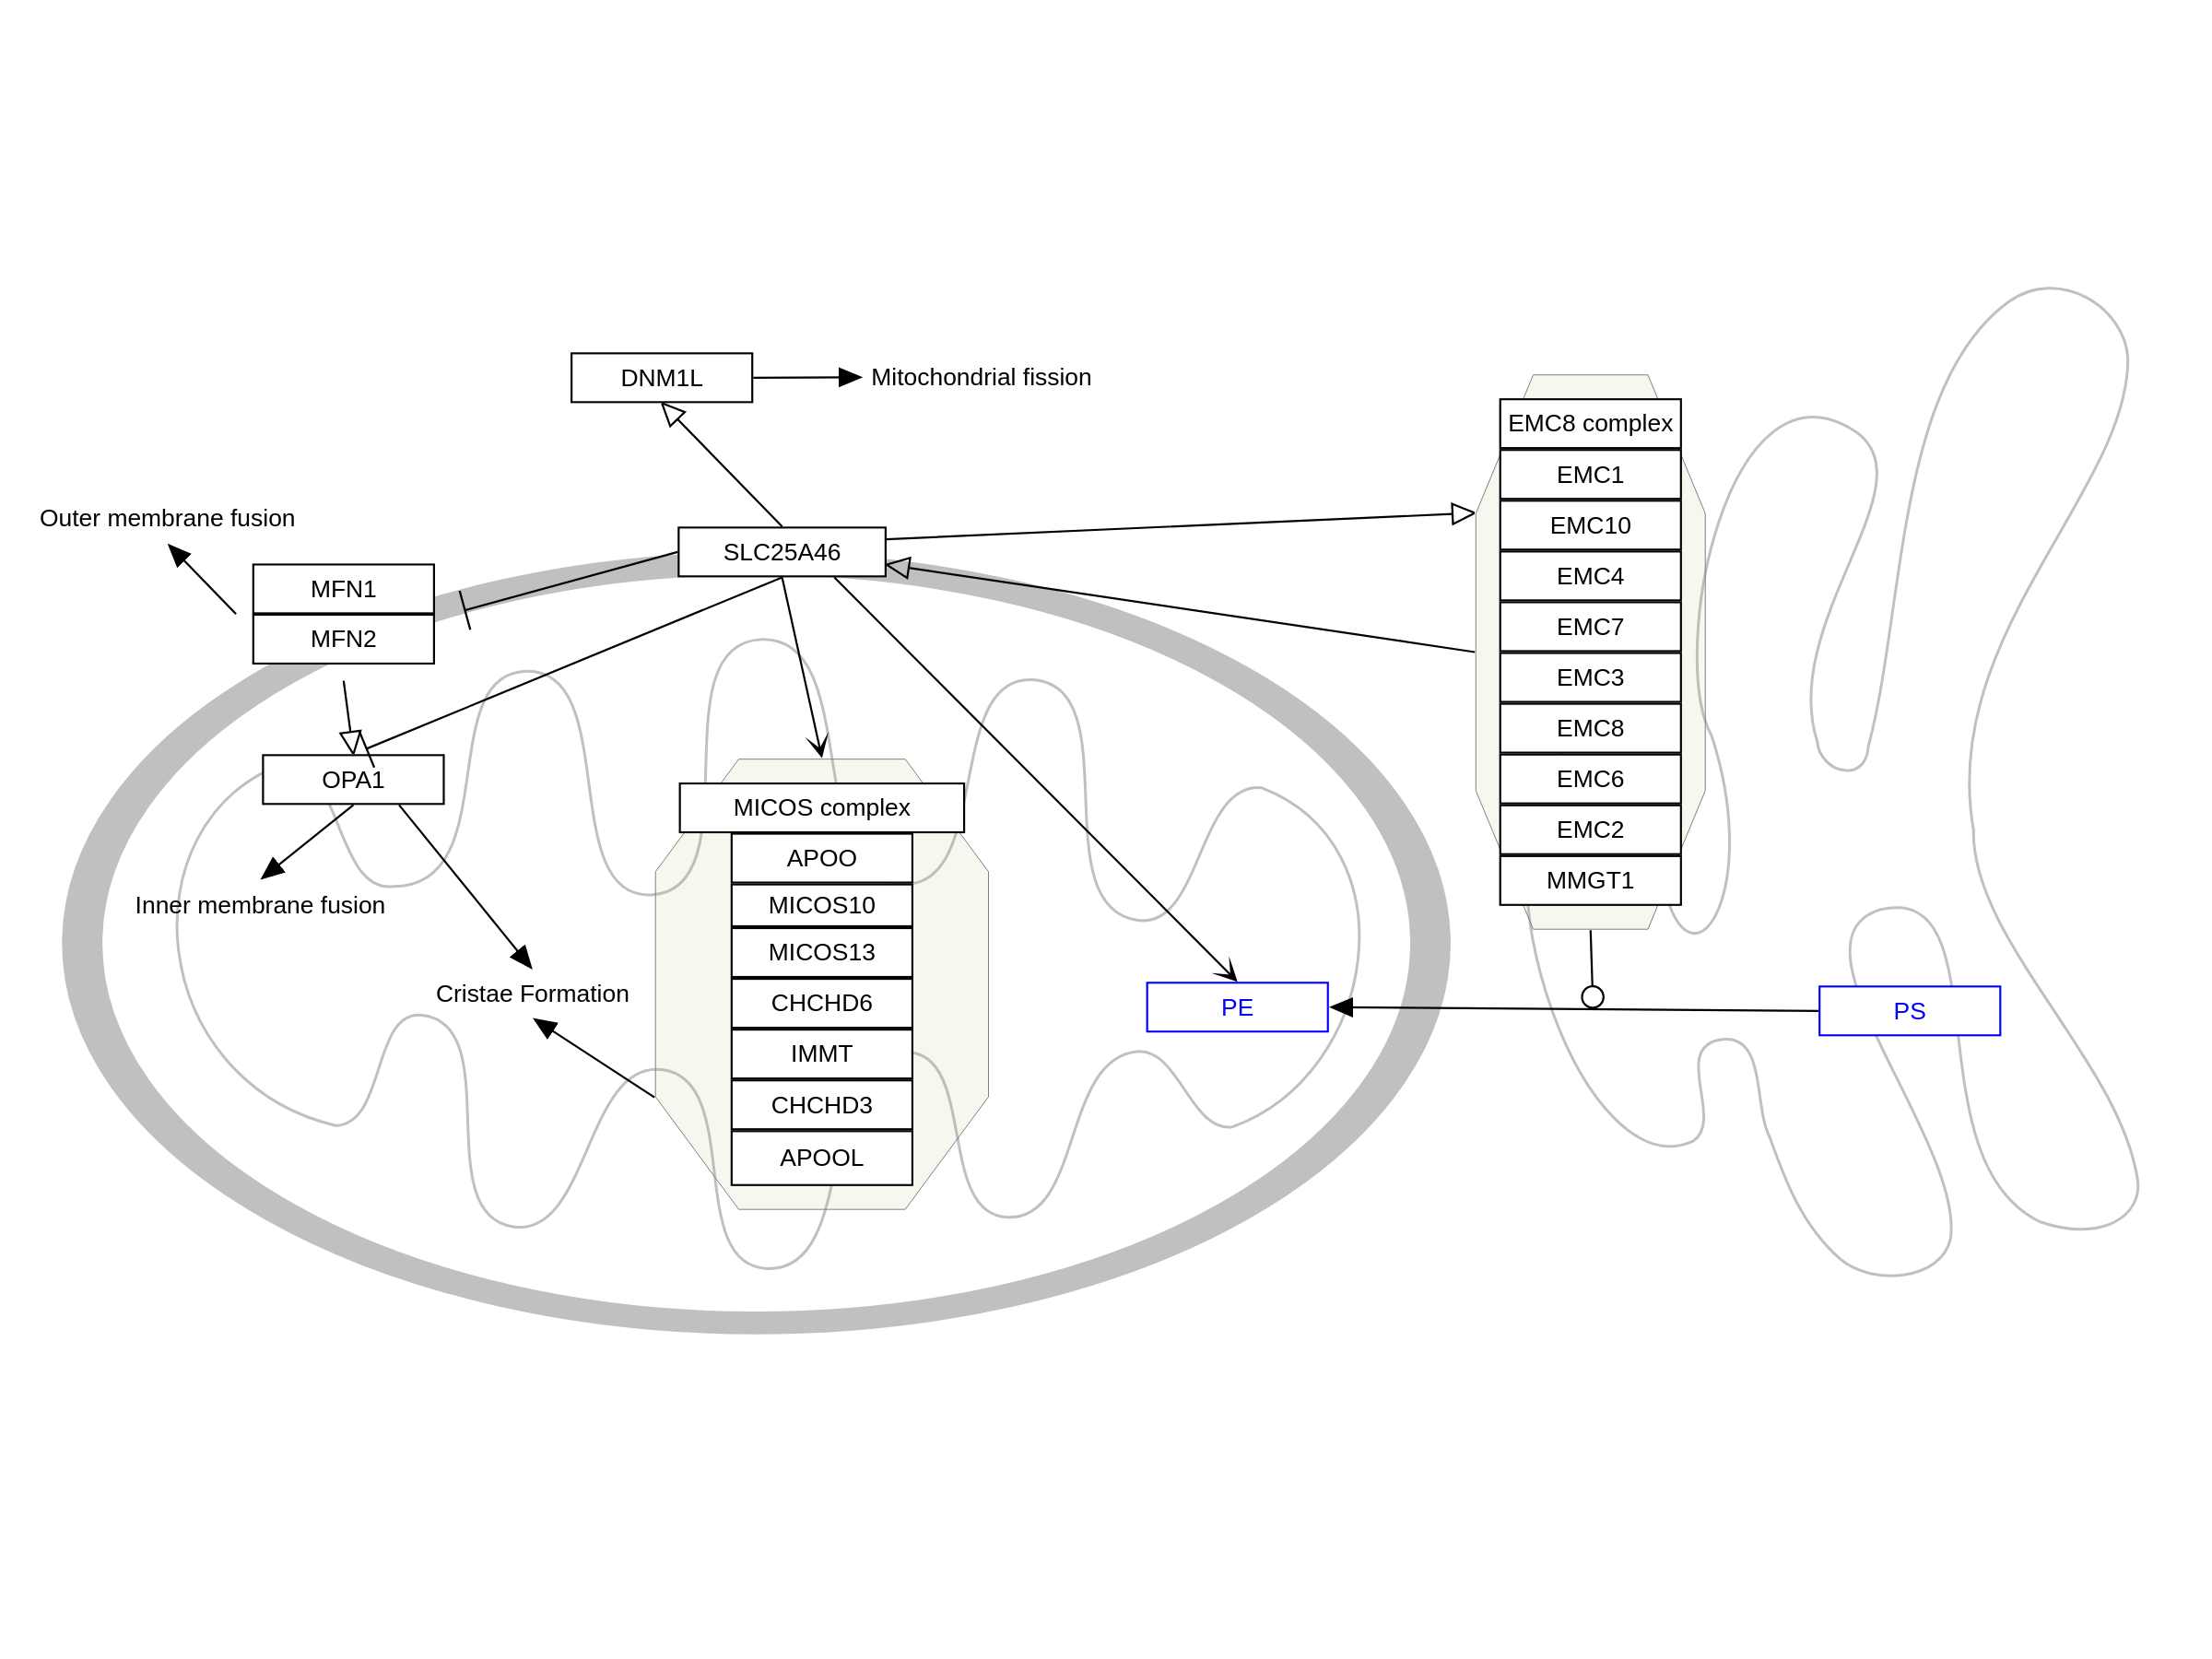 DNM1L
Mitochondrial fission
EMC8 complex
EMC1
Outer membrane fusion
EMC10
SLC25A46
EMC4
MFN1
EMC7
MFN2
EMC3
EMC8
OPA1
EMC6
MICOS complex
EMC2
APOO
MMGT1
MICOS10
Inner membrane fusion
MICOS13
Cristae Formation
CHCHD6
PE
PS
IMMT
CHCHD3
APOOL